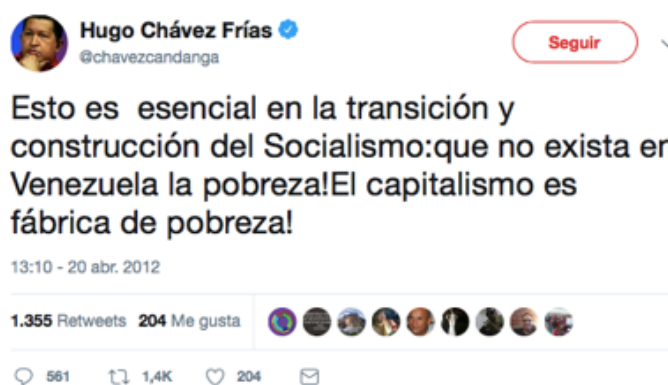 Hugo Chávez Frías
@chavezcandanga
Seguir
Esto es  esencial en la transición y
construcción del Socialismo:que no exista en
Venezuela la pobreza!El capitalismo es
fábrica de pobreza!
13:10 - 20 abr. 2012
1.355 Retweets 204 Me gusta
561 1,4K 204